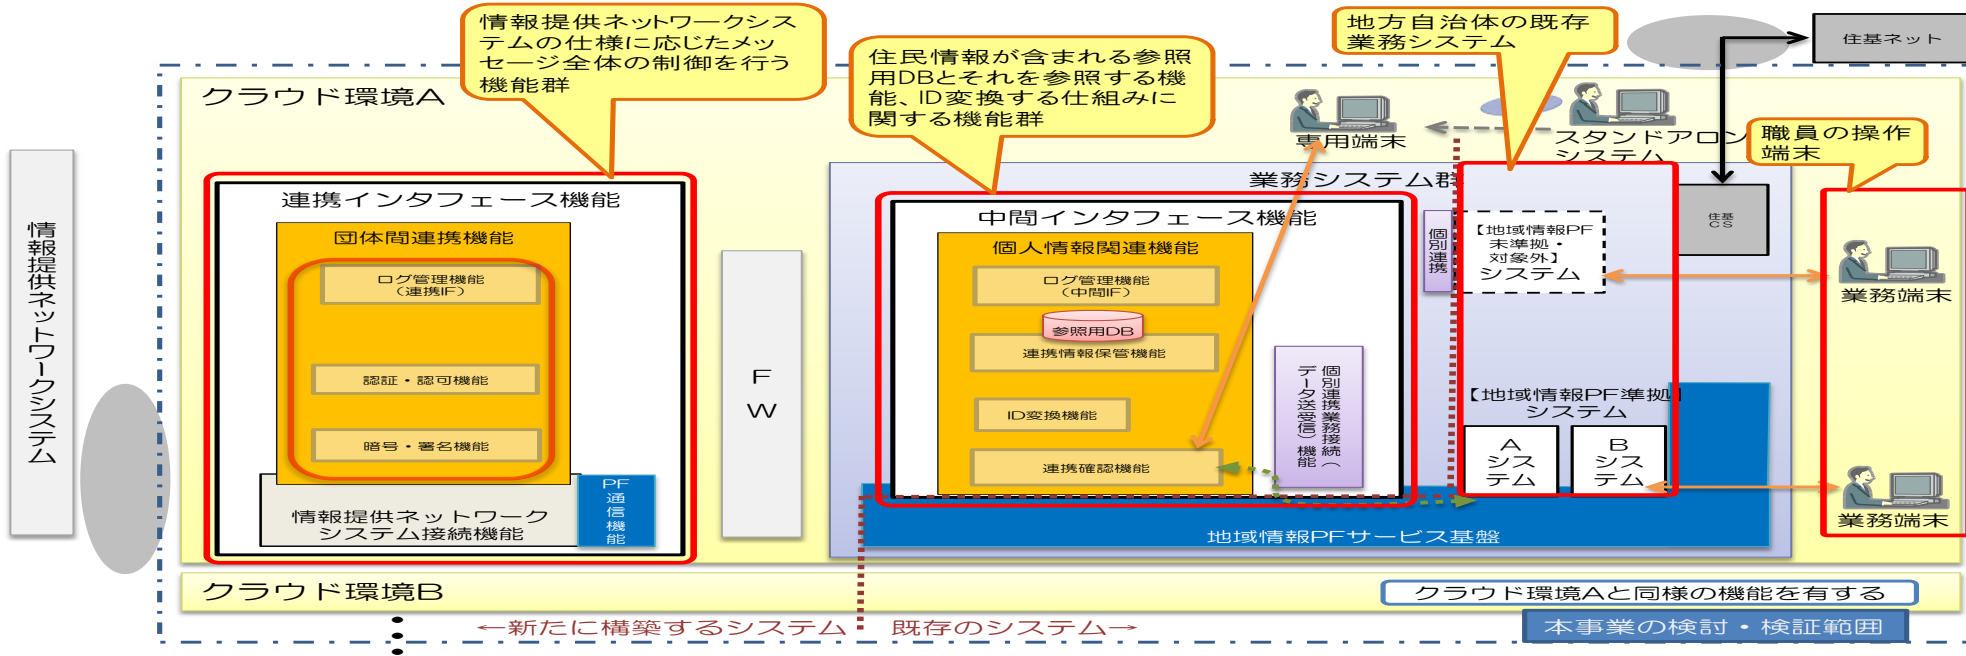 情報提供ネットワークシス
テムの仕様に応じたメッ
セージ全体の制御を行う
機能群
住民情報が含まれる参照
用DBとそれを参照する機
能、ID変換する仕組みに
関する機能群
地方自治体の既存
業務システム
住基ネット
クラウド環境A
専用端末
スタンドアロン
システム
職員の操作
端末
情報提供ネットワークシステム
連携インタフェース機能
団体間連携機能
ログ管理機能
（連携IF）
認証・認可機能
暗号・署名機能
情報提供ネットワーク
システム接続機能
PF
通信機能
FW
業務システム群
中間インタフェース機能
個人情報関連機能
ログ管理機能
（中間IF）
参照用DB
連携情報保管機能
ID変換機能
連携確認機能
個別連携業務接続（
データ送受信）機能
個別連携
【地域情報PF
未準拠・
対象外】
システム
住基
CS
業務端末
【地域情報PF準拠】
システム
A
シス
テム
B
シス
テム
業務端末
地域情報PFサービス基盤
クラウド環境B
クラウド環境Aと同様の機能を有する
←新たに構築するシステム
既存のシステム→
本事業の検討・検証範囲